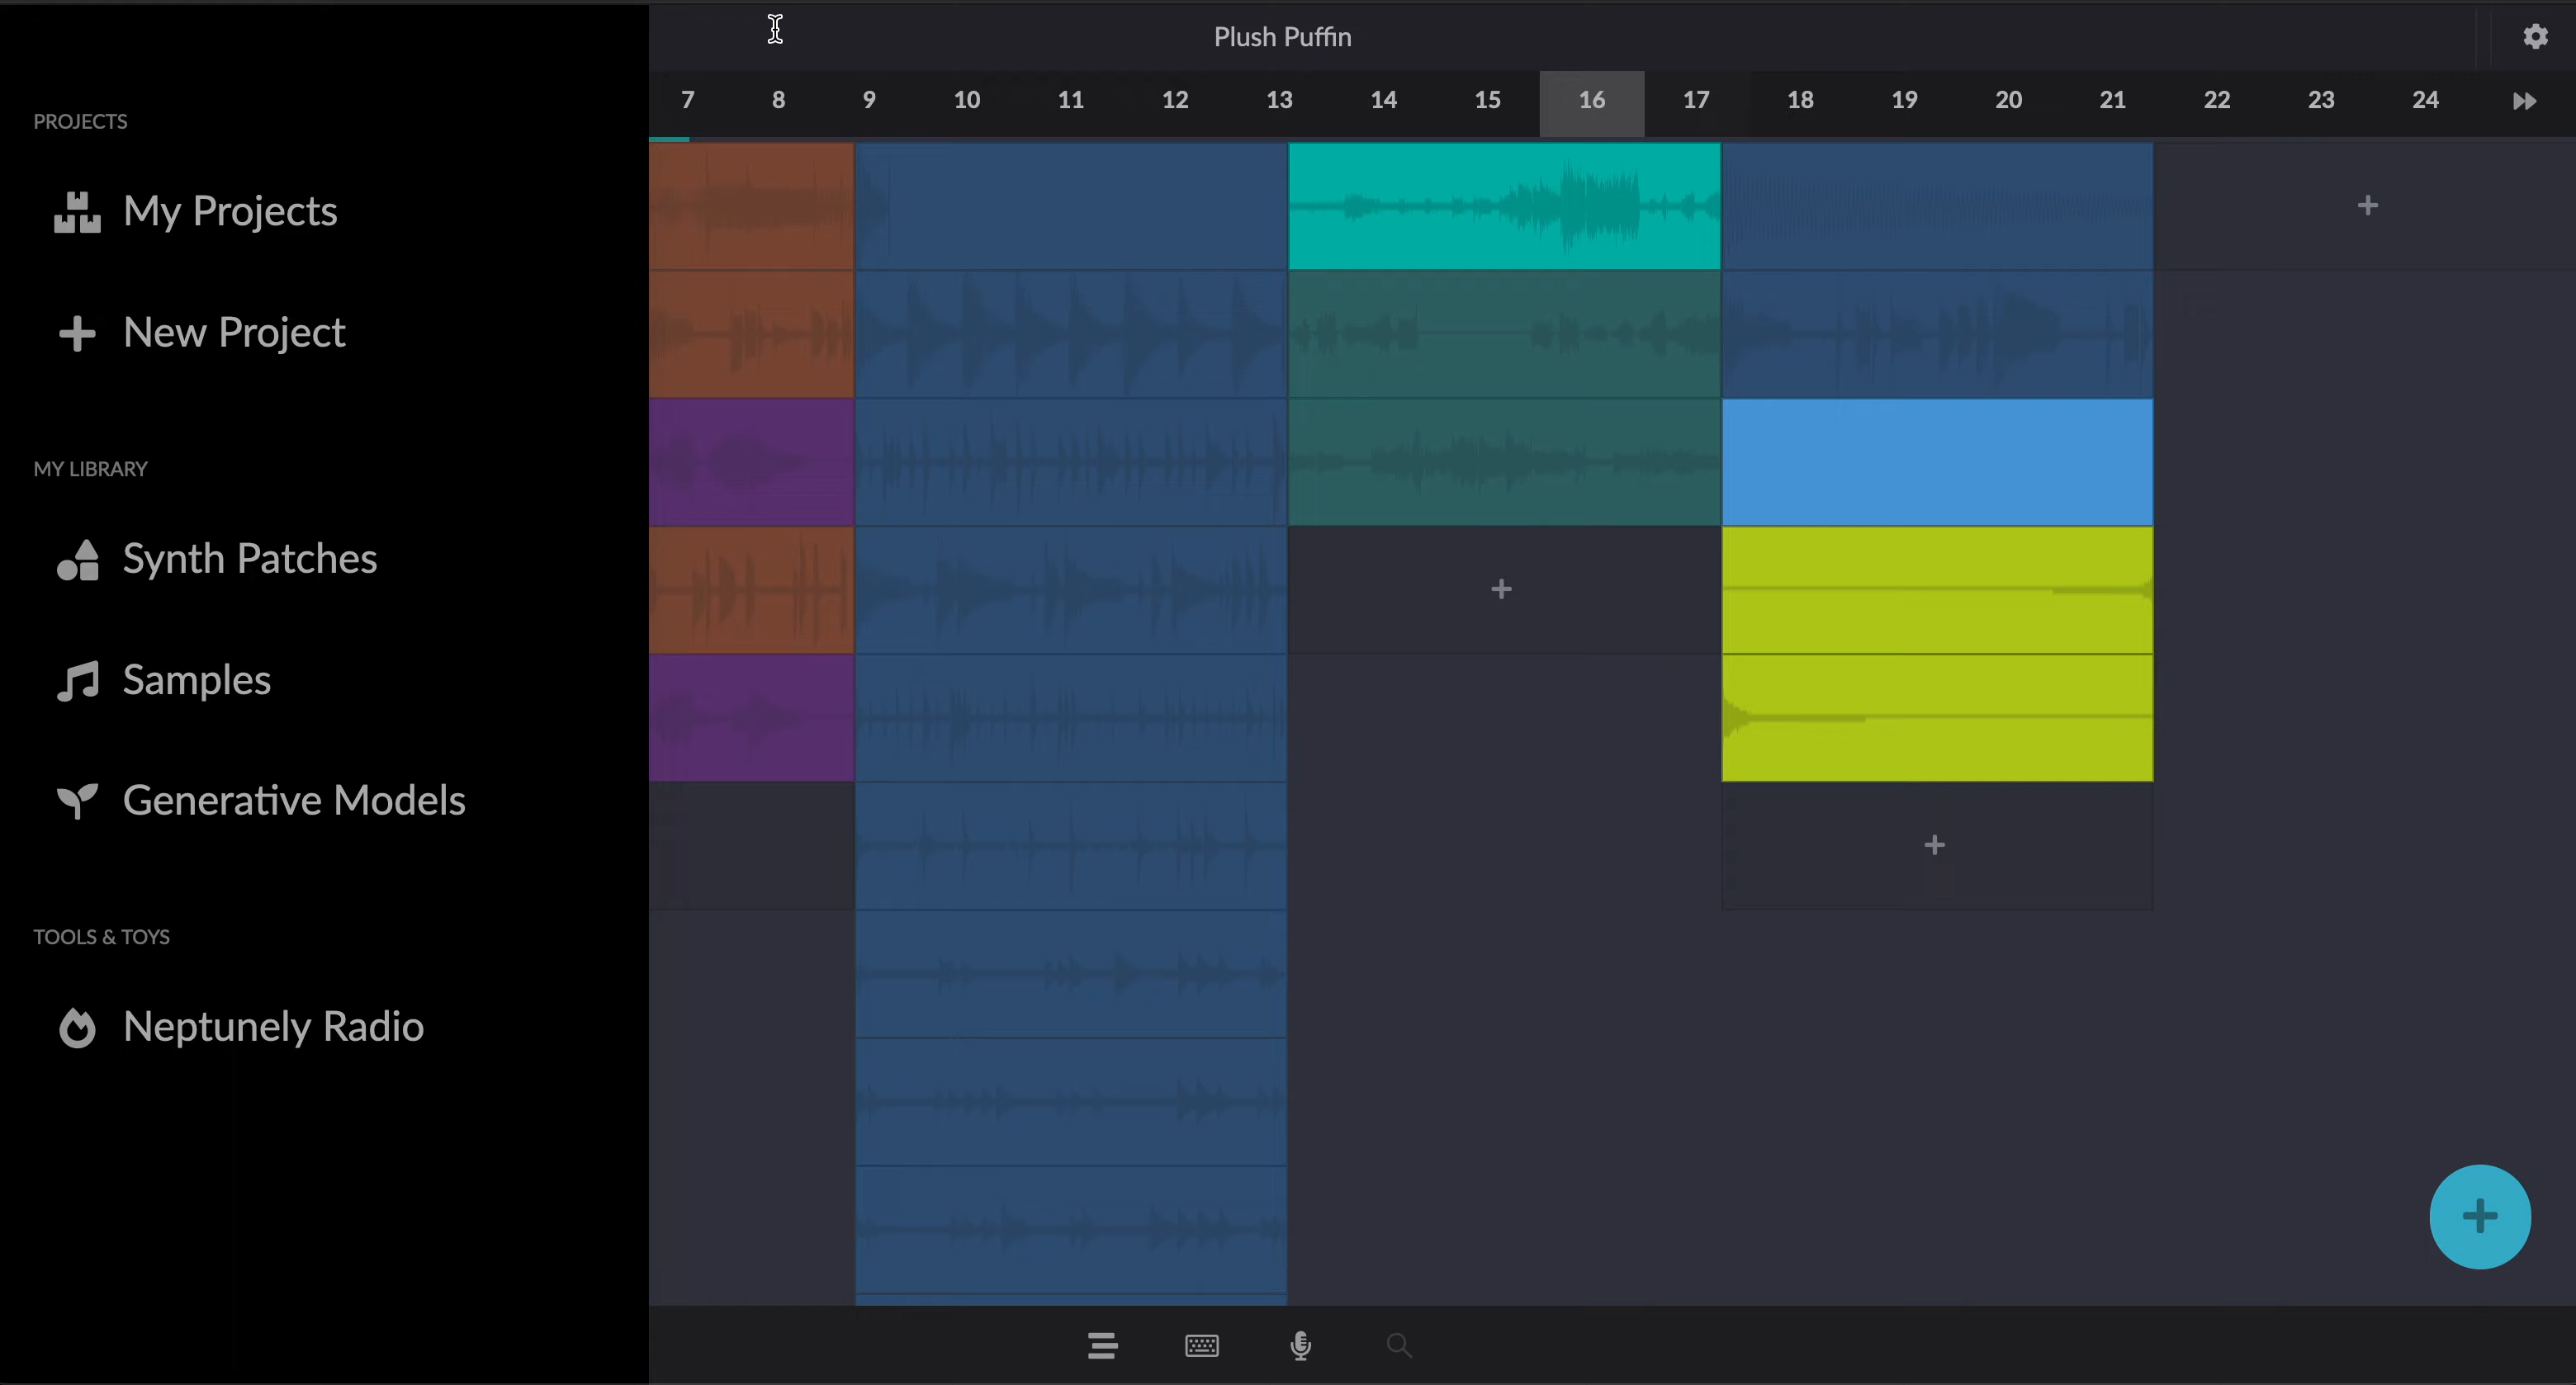 Plush Puffin
7 8 9 10 11 12 13 14 15 16 17 18 19 20 21 22 23 24
PROJECTS
My Projects
New Project
MY LIBRARY
Synth Patches
Samples
Generative Models
TOOLS & TOYS
Neptunely Radio